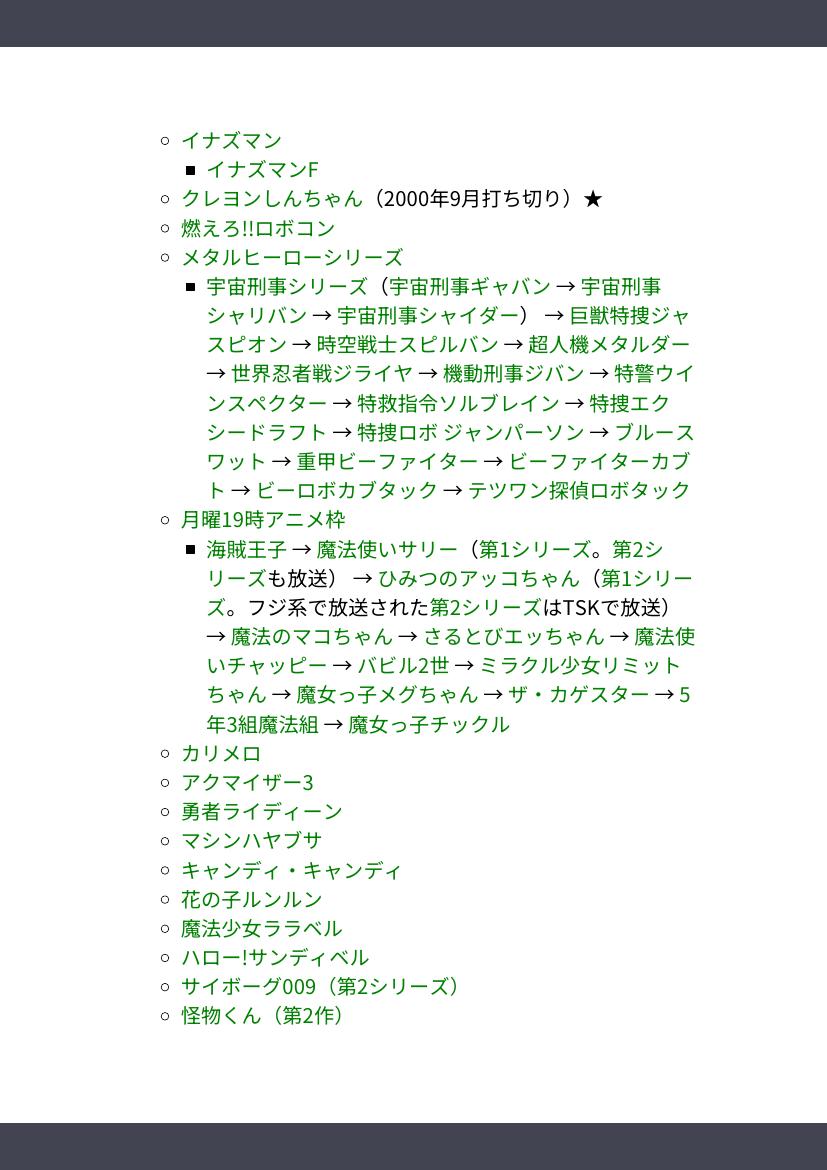 イナズマン
イナズマンF
クレヨンしんちゃん（2000年9月打ち切り）★
燃えろ!!ロボコン
メタルヒーローシリーズ
宇宙刑事シリーズ（宇宙刑事ギャバン → 宇宙刑事
シャリバン → 宇宙刑事シャイダー） → 巨獣特捜ジャ
スピオン → 時空戦士スピルバン → 超人機メタルダー
→ 世界忍者戦ジライヤ → 機動刑事ジバン → 特警ウイ
ンスペクター → 特救指令ソルブレイン → 特捜エク
シードラフト → 特捜ロボ ジャンパーソン → ブルース
ワット → 重甲ビーファイター → ビーファイターカブ
ト → ビーロボカブタック → テツワン探偵ロボタック
月曜19時アニメ枠
海賊王子 → 魔法使いサリー（第1シリーズ。第2シ
リーズも放送） → ひみつのアッコちゃん（第1シリー
ズ。フジ系で放送された第2シリーズはTSKで放送）
→ 魔法のマコちゃん → さるとびエッちゃん → 魔法使
いチャッピー → バビル2世 → ミラクル少女リミット
ちゃん → 魔女っ子メグちゃん → ザ・カゲスター → 5
年3組魔法組 → 魔女っ子チックル
カリメロ
アクマイザー3
勇者ライディーン
マシンハヤブサ
キャンディ・キャンディ
花の子ルンルン
魔法少女ララベル
ハロー!サンディベル
サイボーグ009（第2シリーズ）
怪物くん（第2作）